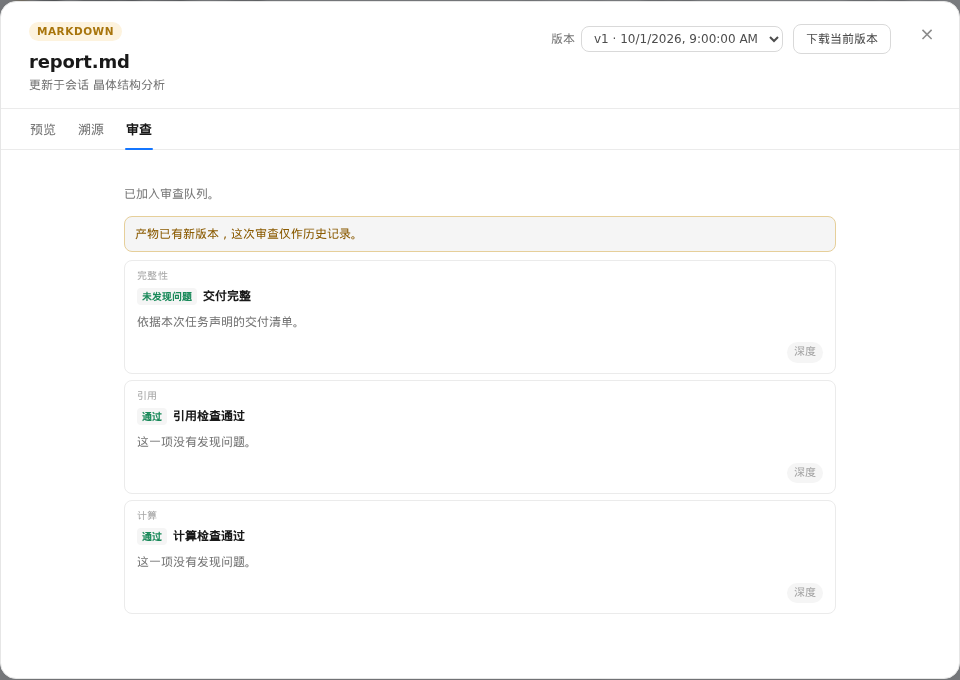 MARKDOWN
report.md
更新于会话 晶体结构分析
版本
v1 · 10/1/2026, 9:00:00 AM
下载当前版本
预览
溯源
审查
已加入审查队列。
产物已有新版本，这次审查仅作历史记录。
完整性
未发现问题 交付完整
依据本次任务声明的交付清单。
深度
引用
通过 引用检查通过
这一项没有发现问题。
深度
计算
通过 计算检查通过
这一项没有发现问题。
深度